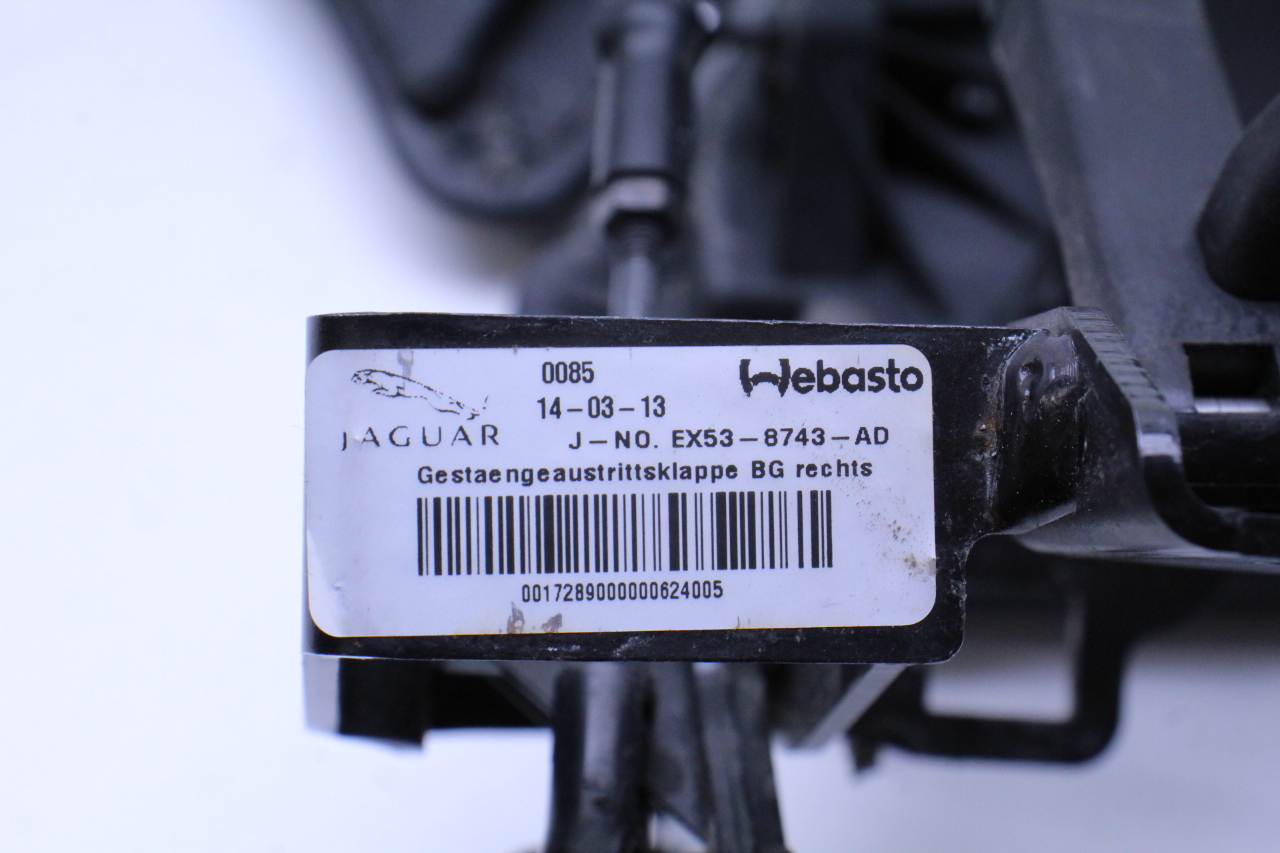 0085
Webasto
14-03-13
JAGUAR
J-NO. EX53-8743-AD
Gestaengeaustrittsklappe BG rechts
0017289000000624005